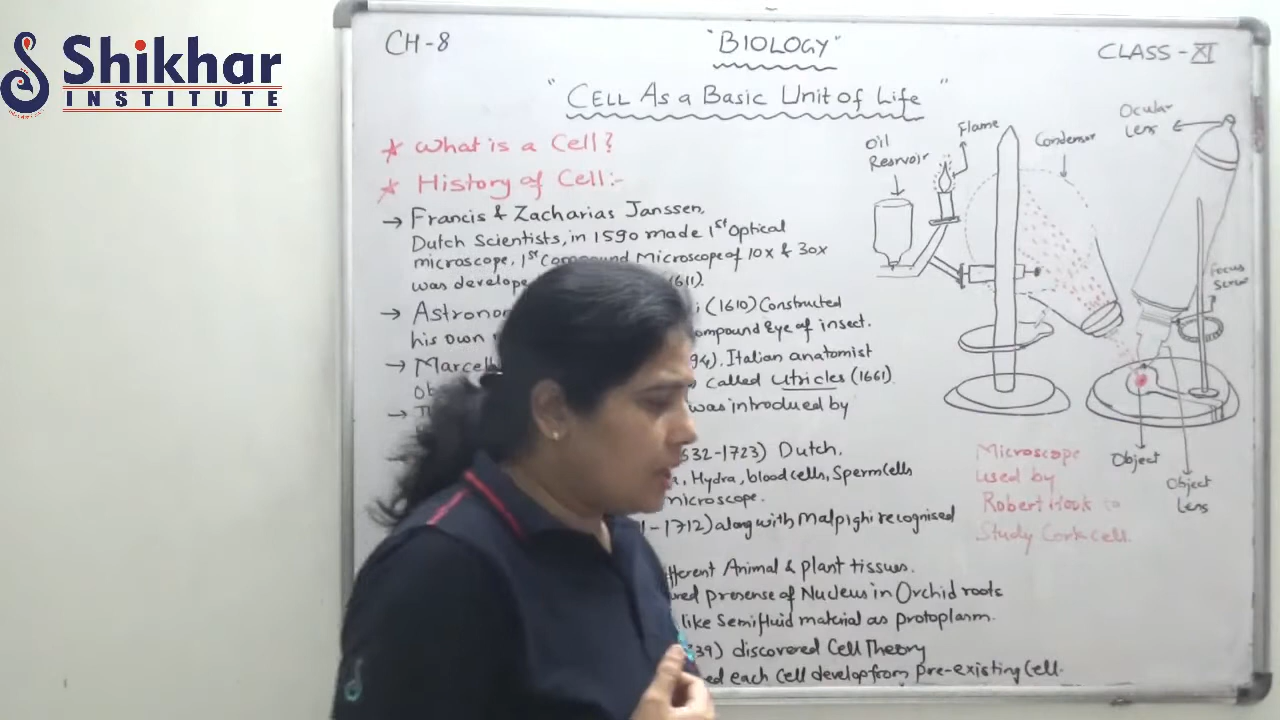 Shikhar
INSTITUTE
CH-8
"BIOLOGY"
CLASS - XI
"CELL As a Basic Unit of Life"
* What is a Cell?
* History of Cell:-
→ Francis & Zacharias Janssen,
Dutch Scientists, in 1590 made 1st Optical
microscope, 1st Compound Microscope of 10x & 30x
was develope 1611).
→ Astrono (1610) Constructed
his own ompound Eye of insect.
→ Marcell 94). Italian anatomist
Ob called Utricles (1661)
→ was introduced by
632-1723) Dutch.
Hydra, blood cells, Sperm cells
microscope.
1-1712) along with Malpighi recognised
fferent Animal & plant tissues.
red presense of Nucleus in Orchid roots
like Semifluid material as protoplasm.
39) discovered Cell Theory
ed each Cell develop from pre-existing Cell.
Oil
Resrvoir
Flame
Condensor
Ocular
Lens
Focus
Screw
Object
Object
Lens
Microscope
used by
Robert Hook to
Study Cork cell.